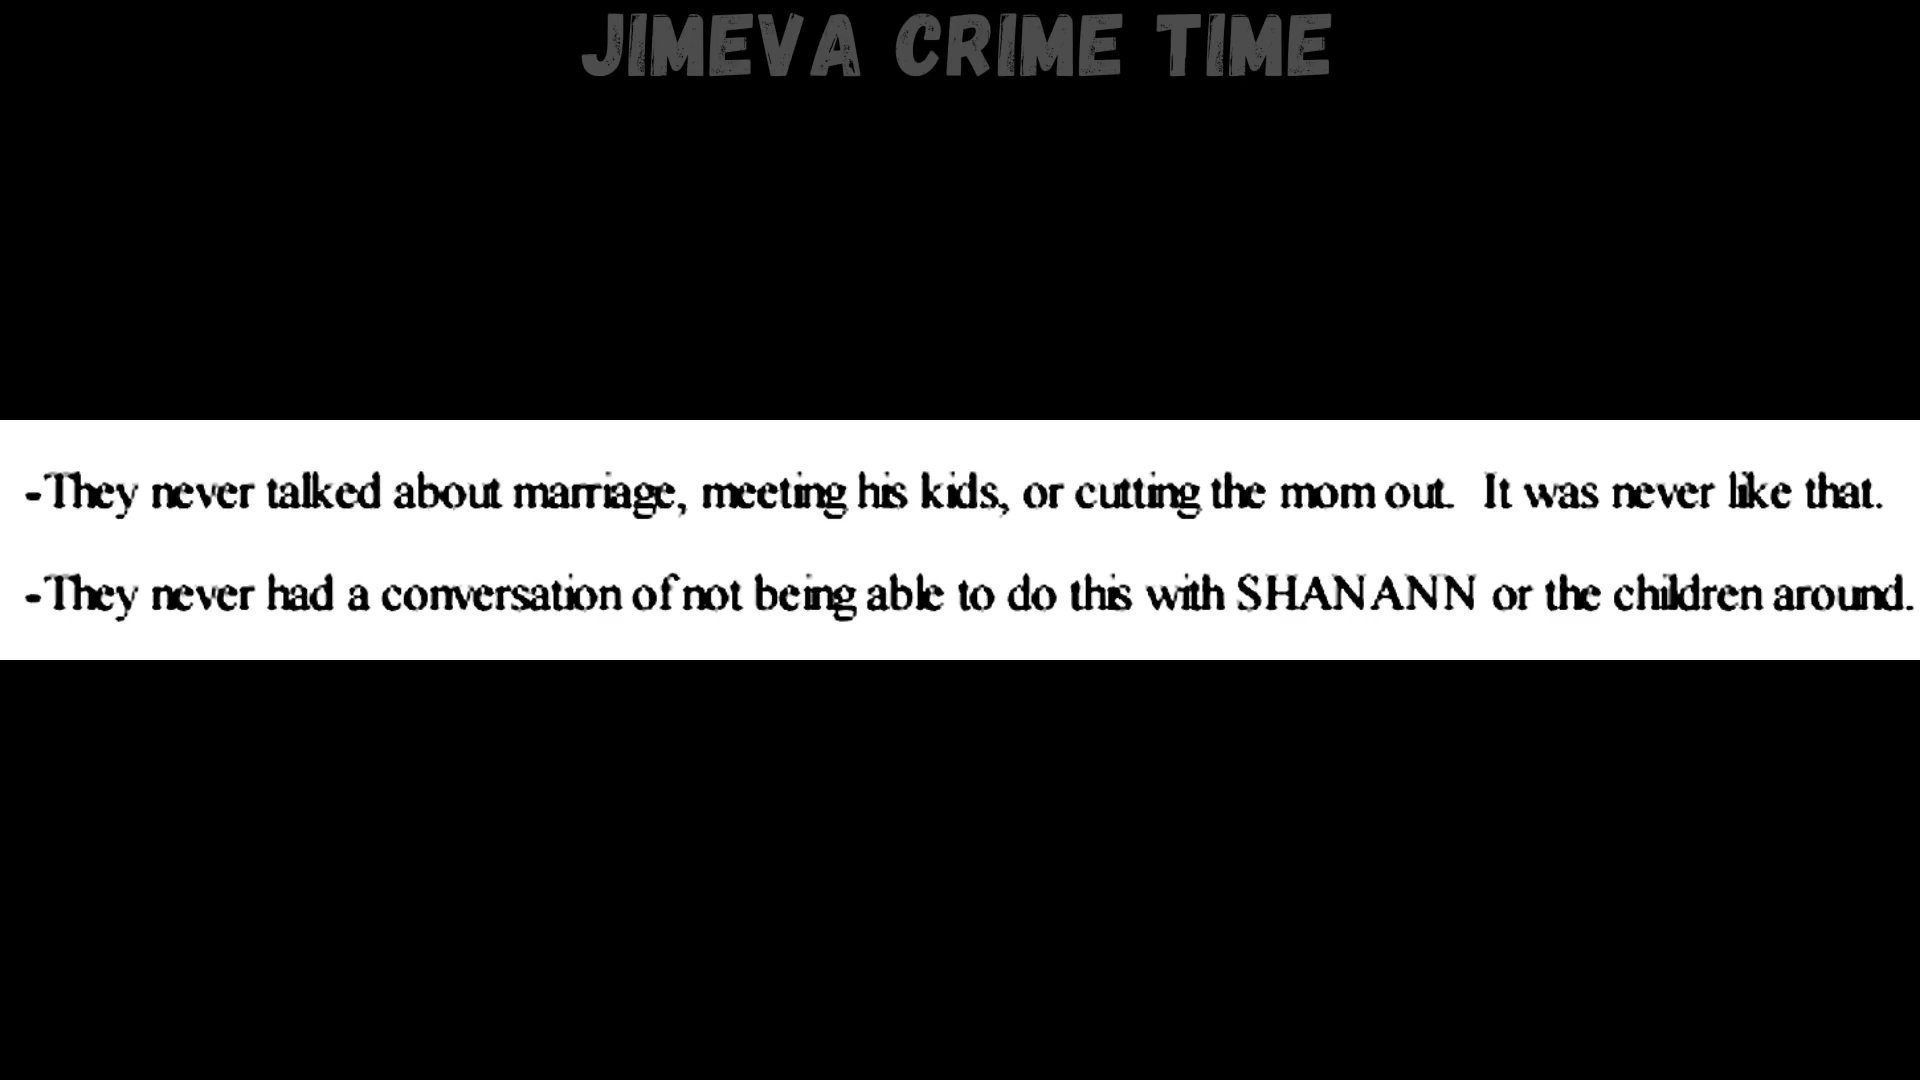 JIMEVA CRIME TIME
-They never talked about marriage, meeting his kids, or cutting the mom out. It was never like that.
-They never had a conversation of not being able to do this with SHANANN or the children around.